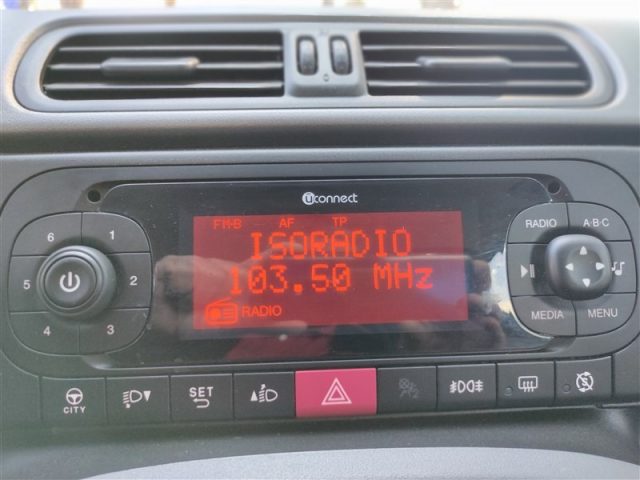 uconnect
FM-B AF TP
ISORADIO
103.50 MHz
RADIO
6 1
5 2
4 3
RADIO A·B·C
MEDIA MENU
CITY
SET